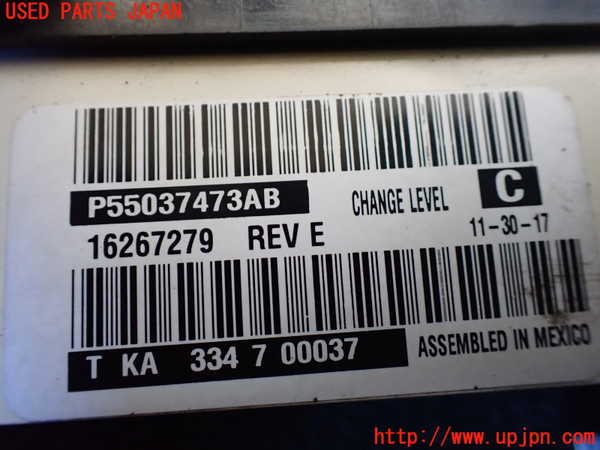 USED PARTS JAPAN
P55037473AB
CHANGE LEVEL
C
16267279 REV E
11-30-17
T KA 334 7 00037
ASSEMBLED IN MEXICO
http://www.upjpn.com/